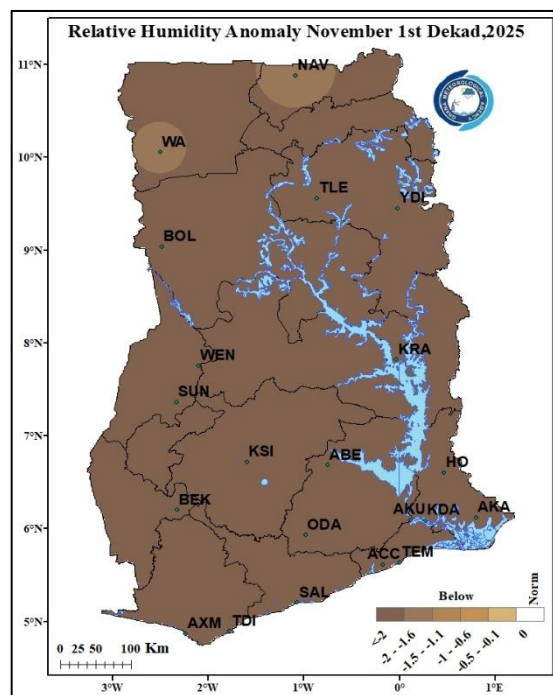 Relative Humidity Anomaly November 1st Dekad,2025
11°N
NAV
WA
10°N
TLE
YDL
BOL
9°N
8°N
KRA
WEN
SUN
7°N
KSI
ABE
HO
BEK
AKU KDA
AKA
6°N
ODA
ACC
TEM
SAL
5°N
AXM
TDI
Below
Norm
<-2
-2 - -1.6
-1.5 - -1.1
-1 - -0.6
-0.5 - -0.1
0
0 25 50 100 Km
3°W 2°W 1°W 0° 1°E